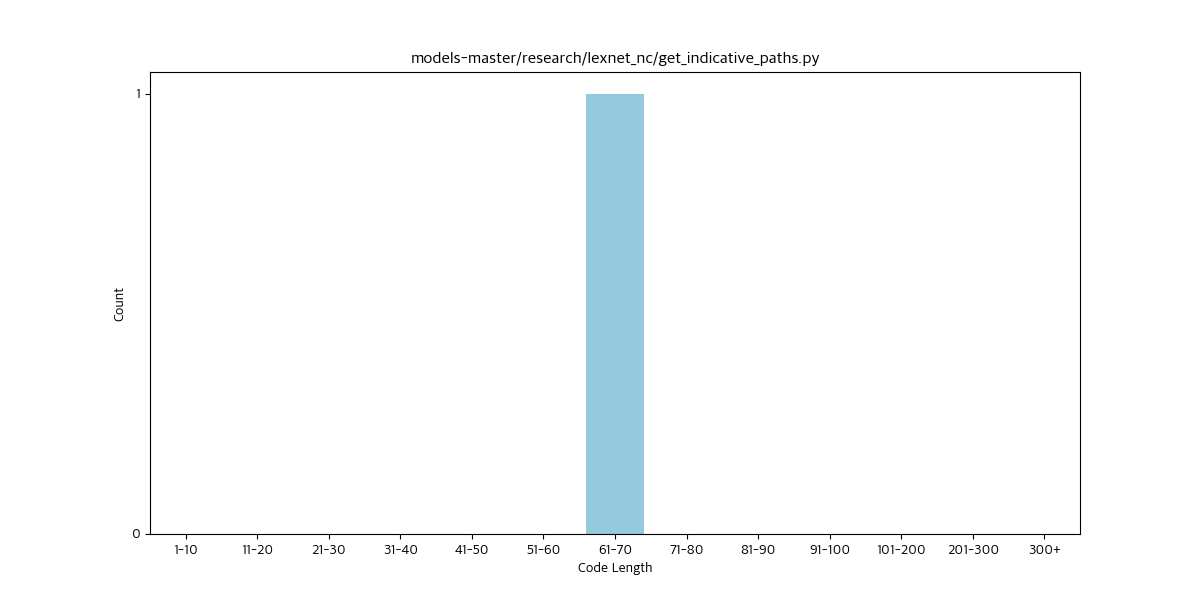 models-master/research/lexnet_nc/get_indicative_paths.py
1
Count
0
1-10 11-20 21-30 31-40 41-50 51-60 61-70 71-80 81-90 91-100 101-200 201-300 300+
Code Length